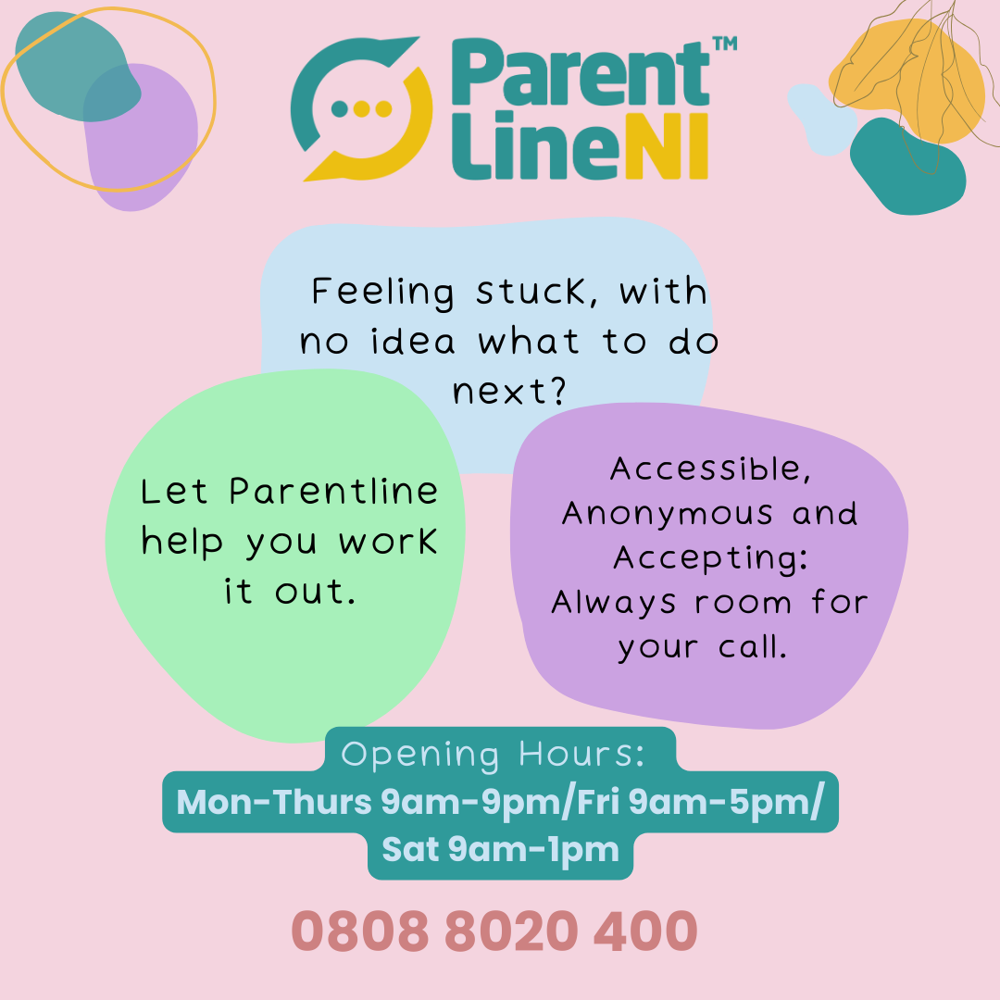 Parent™
LineNI
Feeling stuck, with
no idea what to do
next?
Let Parentline
help you work
it out.
Accessible,
Anonymous and
Accepting:
Always room for
your call.
Opening Hours:
Mon-Thurs 9am-9pm/Fri 9am-5pm/
Sat 9am-1pm
0808 8020 400